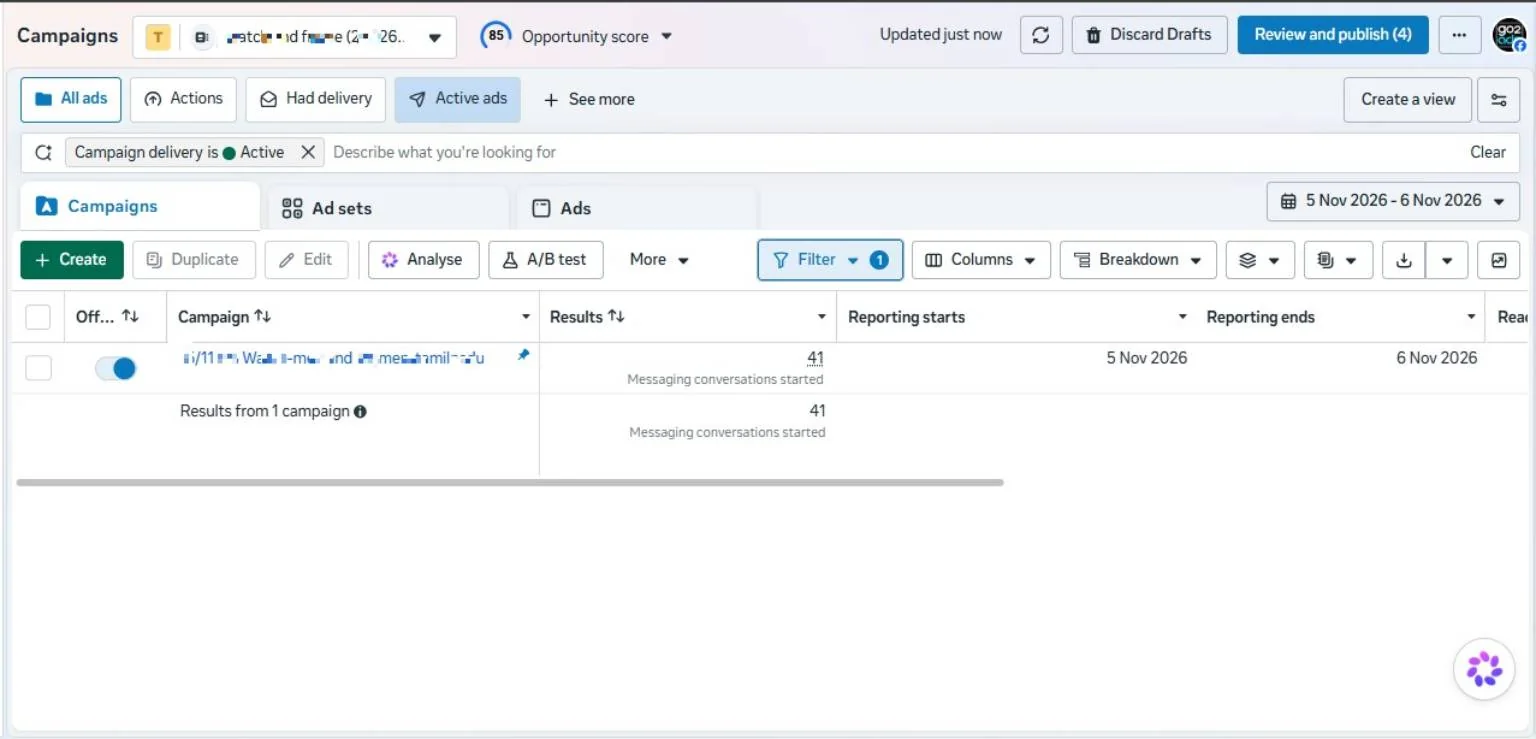 Campaigns T 85 Opportunity score Updated just now Discard Drafts Review and publish (4)
All ads Actions Had delivery Active ads + See more Create a view
Campaign delivery is Active Describe what you're looking for Clear
Campaigns Ad sets Ads 5 Nov 2026 - 6 Nov 2026
+ Create Duplicate Edit Analyse A/B test More Filter 1 Columns Breakdown
Off... Campaign Results Reporting starts Reporting ends
41 5 Nov 2026 6 Nov 2026
Messaging conversations started
Results from 1 campaign 41
Messaging conversations started